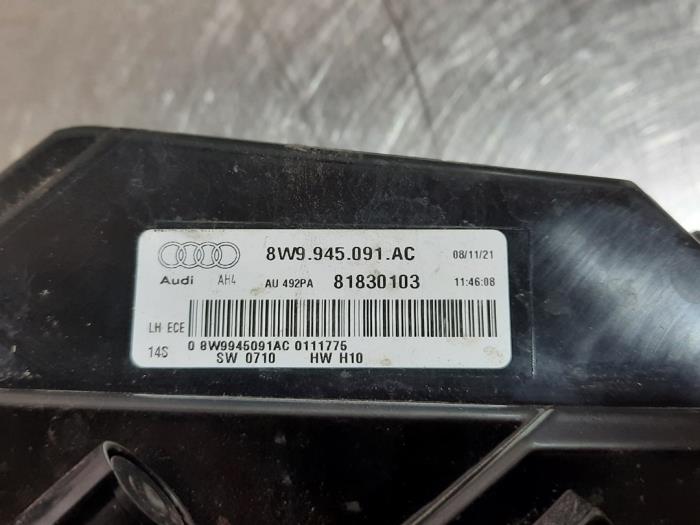 8W9.945.091.AC 08/11/21
Audi AH4 AU 492PA 81830103 11:46:08
LH ECE
14S 0 8W9945091AC 0111775
SW 0710 HW H10